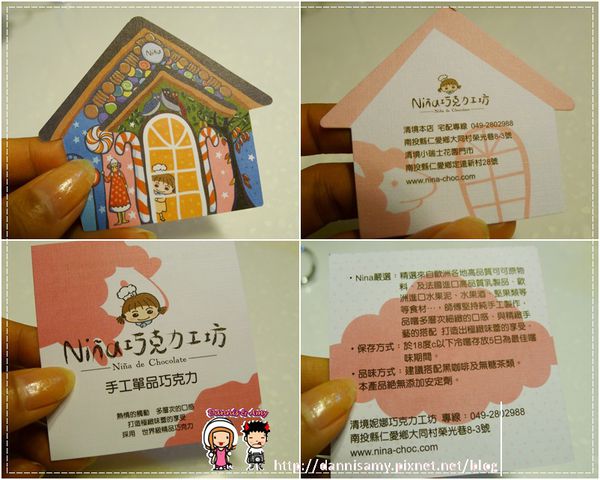 Niña
Niña巧克力工坊
Niña de Chocolate
清境本店 宅配專線 049-2802988
南投縣仁愛鄉大同村榮光巷8-3號
清境小瑞士花園門市
南投縣仁愛鄉定遠新村28號
www.nina-choc.com
Niña巧克力工坊
Niña de Chocolate
手工單品巧克力
熱情的觸動 多層次的口感
打造極緻味蕾的享受
採用 世界級精品巧克力
・Nina嚴選：精選來自歐洲各地高品質可可原物
料，及法國進口高品質乳製品、歐
洲進口水果泥、水果酒、堅果類等
等食材…，師傅堅持純手工製作，
品嚐多層次細緻的口感，與精緻手
藝的搭配 打造出極緻味蕾的享受。
・保存方式：於18度c以下冷嚐存放5日為最佳嚐
味期間。
・品味方式：建議搭配黑咖啡及無糖茶類。
本產品絕無添加安定劑。
清境妮娜巧克力工坊 專線：049-2802988
南投縣仁愛鄉大同村榮光巷8-3號
www.nina-choc.com
Dannis&Amy
http://dannisamy.pixnet.net/blog